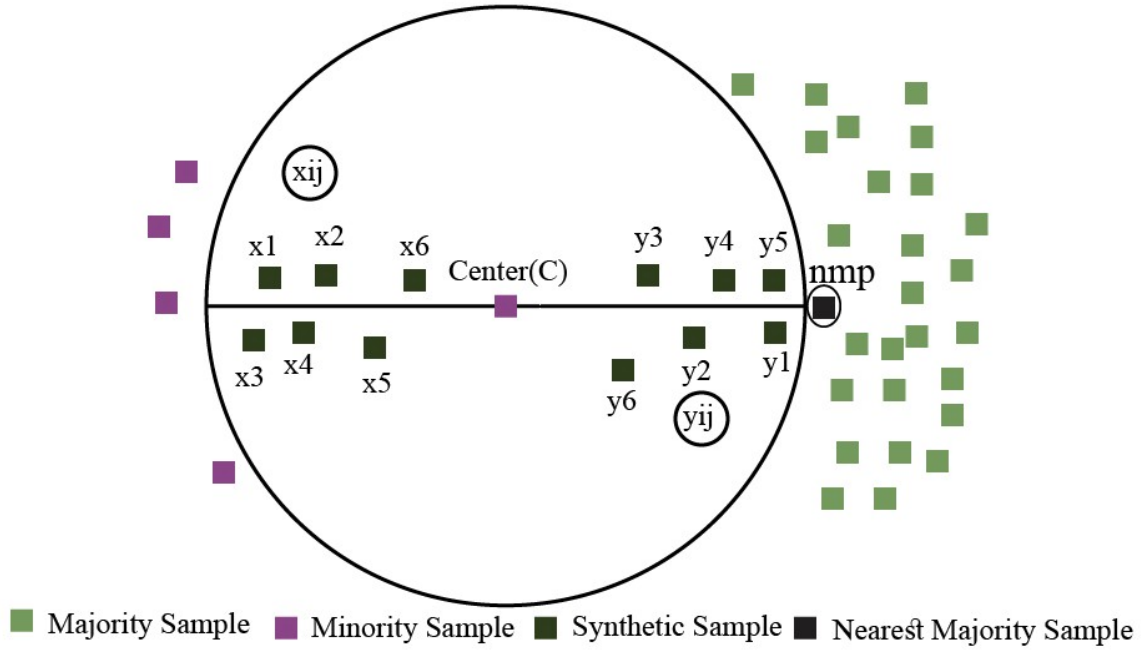 xij
x1 x2 x6 Center(C) y3 y4 y5
nmp
x3 x4 x5 y6 y2 y1
yij
Majority Sample Minority Sample Synthetic Sample Nearest Majority Sample